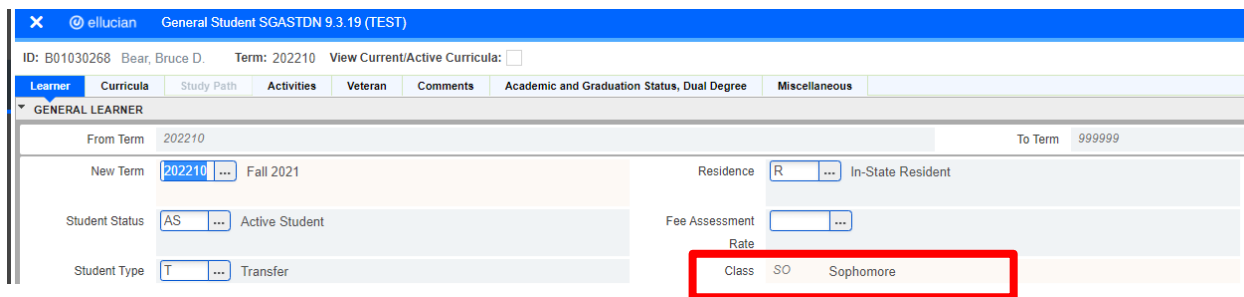 ellucian General Student SGASTDN 9.3.19 (TEST)
ID: B01030268 Bear, Bruce D. Term: 202210 View Current/Active Curricula:
Learner Curricula Study Path Activities Veteran Comments Academic and Graduation Status, Dual Degree Miscellaneous
GENERAL LEARNER
From Term 202210 To Term 999999
New Term 202210 ... Fall 2021 Residence R ... In-State Resident
Student Status AS ... Active Student Fee Assessment ...
Rate
Student Type T ... Transfer Class SO Sophomore